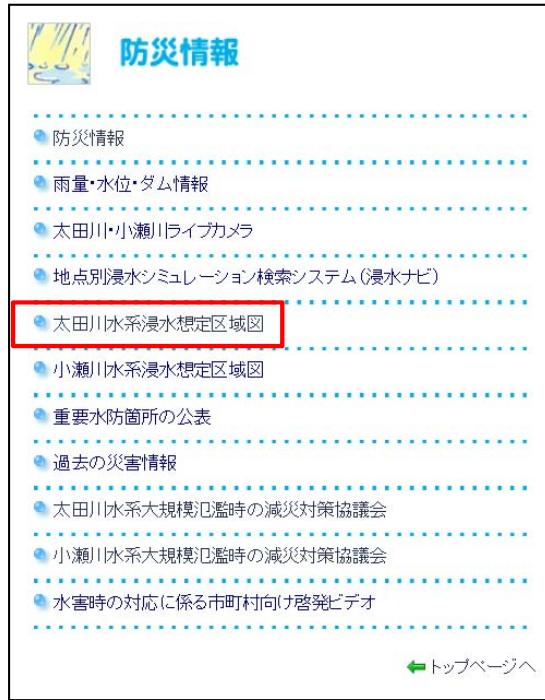 防災情報
防災情報
雨量・水位・ダム情報
太田川・小瀬川ライブカメラ
地点別浸水シミュレーション検索システム(浸水ナビ)
太田川水系浸水想定区域図
小瀬川水系浸水想定区域図
重要水防箇所の公表
過去の災害情報
太田川水系大規模氾濫時の減災対策協議会
小瀬川水系大規模氾濫時の減災対策協議会
水害時の対応に係る市町村向け啓発ビデオ
トップページへ